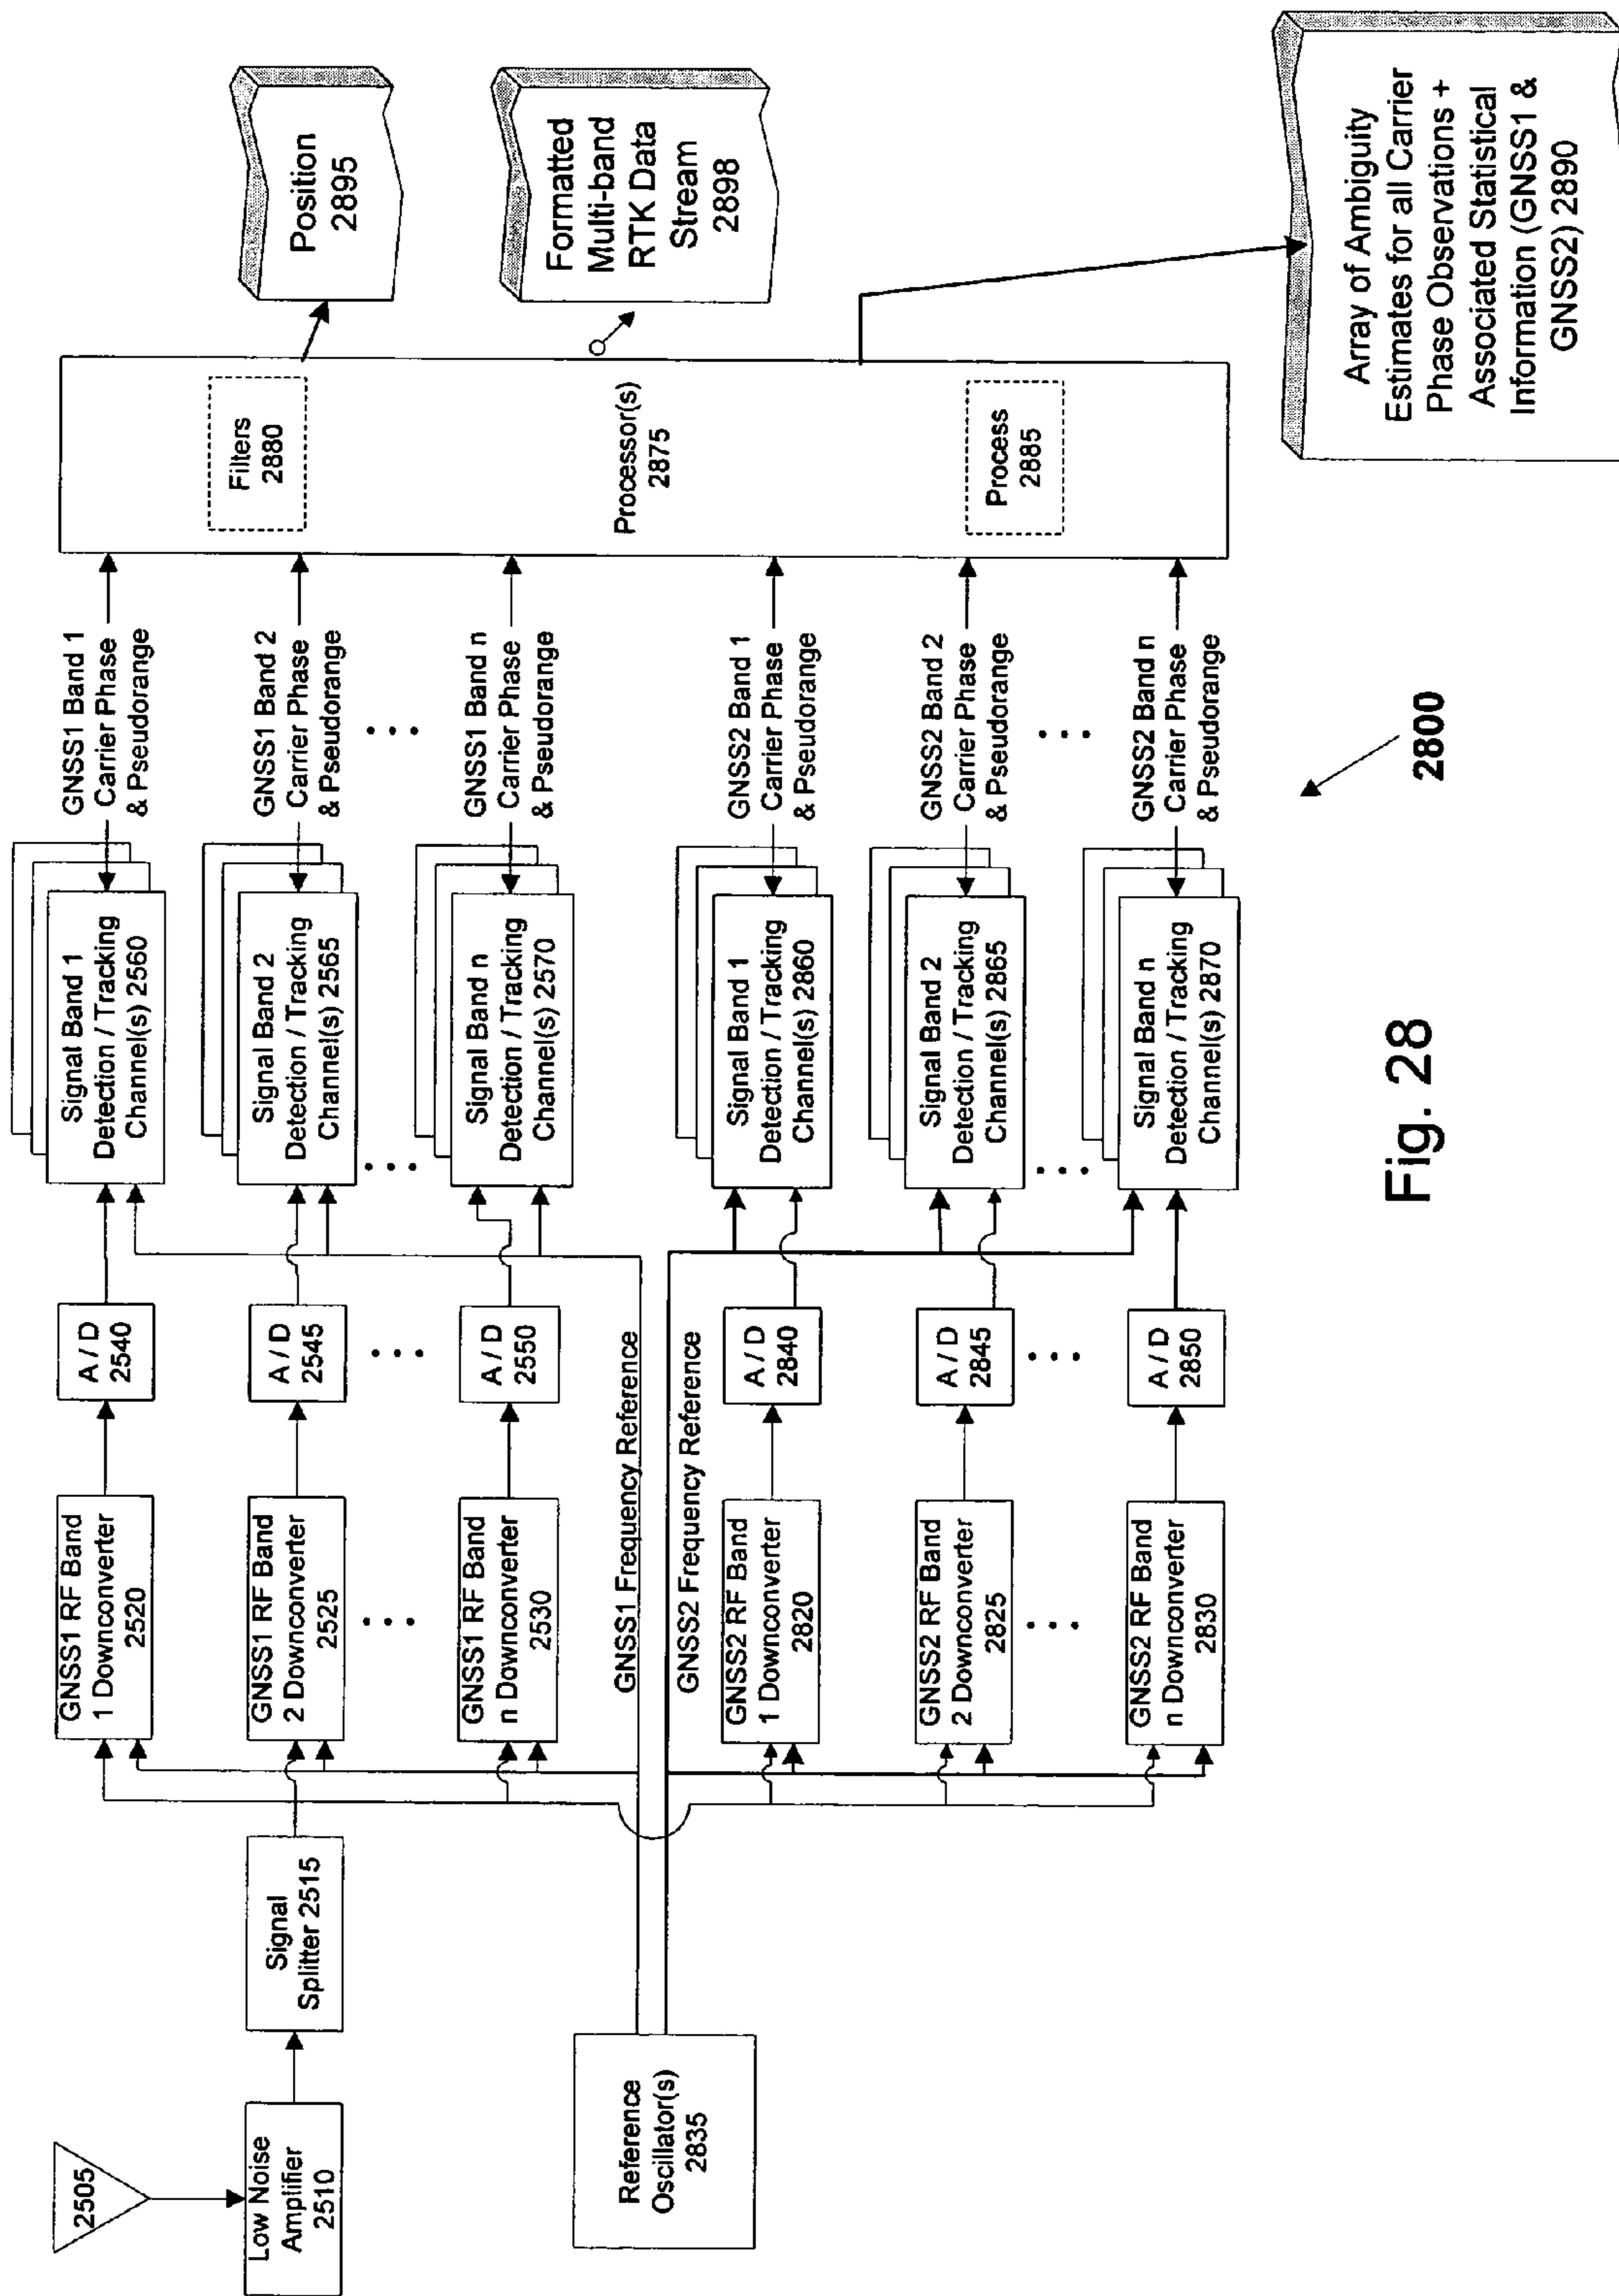 2505
Low Noise
Amplifier
2510
Signal
Splitter 2515
Reference
Oscillator(s)
2835
GNSS1 RF Band
1 Downconverter
2520
GNSS1 RF Band
2 Downconverter
2525
• • •
GNSS1 RF Band
n Downconverter
2530
GNSS1 Frequency Reference
GNSS2 Frequency Reference
GNSS2 RF Band
1 Downconverter
2820
GNSS2 RF Band
2 Downconverter
2825
• • •
GNSS2 RF Band
n Downconverter
2830
A / D
2540
A / D
2545
• • •
A / D
2550
A / D
2840
A / D
2845
• • •
A / D
2850
Signal Band 1
Detection / Tracking
Channel(s) 2560
Signal Band 2
Detection / Tracking
Channel(s) 2565
• • •
Signal Band n
Detection / Tracking
Channel(s) 2570
Signal Band 1
Detection / Tracking
Channel(s) 2860
Signal Band 2
Detection / Tracking
Channel(s) 2865
• • •
Signal Band n
Detection / Tracking
Channel(s) 2870
GNSS1 Band 1
Carrier Phase
& Pseudorange
GNSS1 Band 2
Carrier Phase
& Pseudorange
• • •
GNSS1 Band n
Carrier Phase
& Pseudorange
GNSS2 Band 1
Carrier Phase
& Pseudorange
GNSS2 Band 2
Carrier Phase
& Pseudorange
• • •
GNSS2 Band n
Carrier Phase
& Pseudorange
Filters
2880
Processor(s)
2875
Process
2885
Position
2895
Formatted
Multi-band
RTK Data
Stream
2898
Array of Ambiguity
Estimates for all Carrier
Phase Observations +
Associated Statistical
Information (GNSS1 &
GNSS2) 2890
2800
Fig. 28